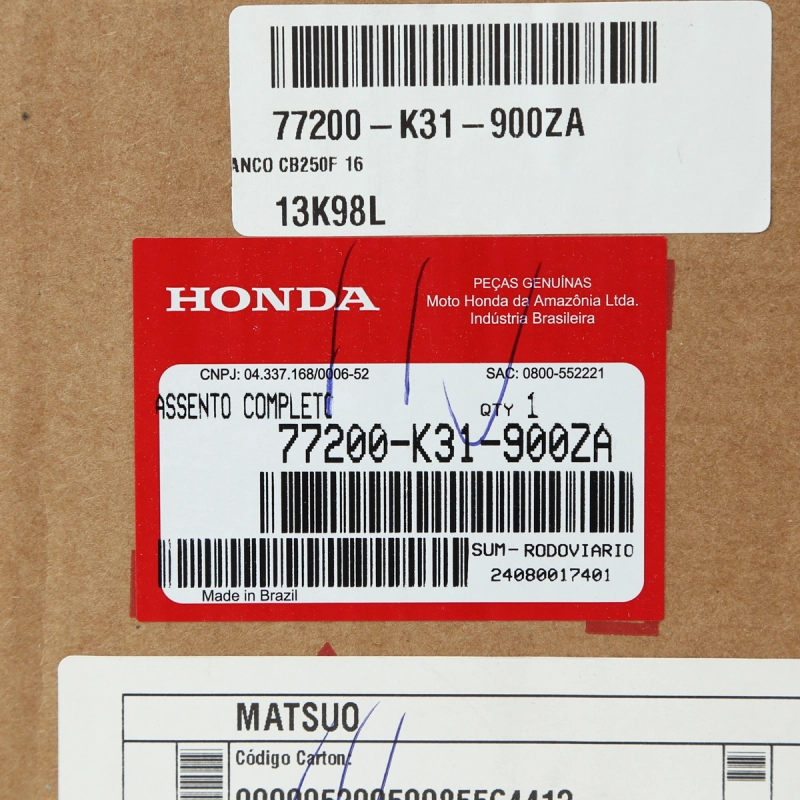 77200-K31-900ZA
ANCO CB250F 16
13K98L
HONDA
PEÇAS GENUÍNAS
Moto Honda da Amazônia Ltda.
Indústria Brasileira
CNPJ: 04.337.168/0006-52 SAC: 0800-552221
ASSENTO COMPLETO QTY 1
77200-K31-900ZA
SUM-RODOVIARIO
24080017401
Made in Brazil
MATSUO
Código Carton: